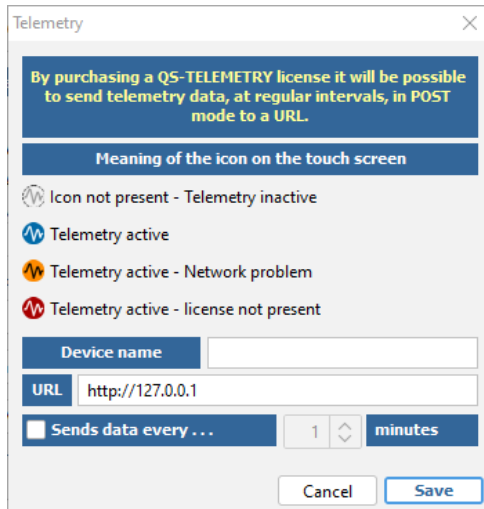 Telemetry
By purchasing a QS-TELEMETRY license it will be possible
to send telemetry data, at regular intervals, in POST
mode to a URL.
Meaning of the icon on the touch screen
Icon not present - Telemetry inactive
Telemetry active
Telemetry active - Network problem
Telemetry active - license not present
Device name
URL http://127.0.0.1
Sends data every . . . 1 minutes
Cancel Save